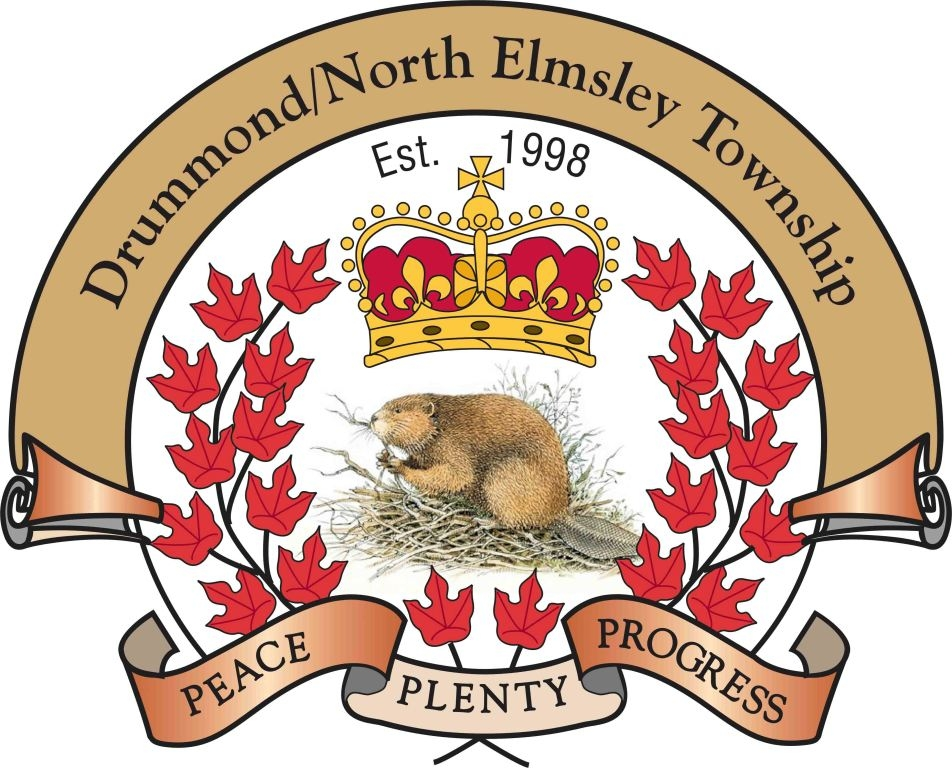 Drummond/North Elmsley Township
Est. 1998
PEACE
PLENTY
PROGRESS